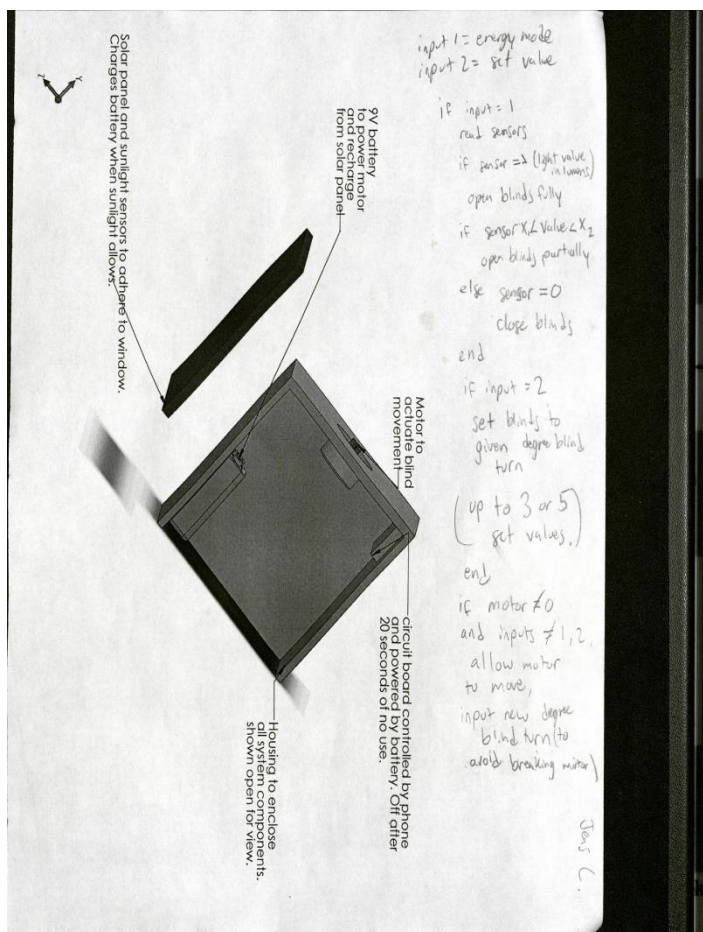 input 1 = energy mode
input 2 = set value
if input = 1
read sensors
if sensor = 1 (light value
in lumens)
open blinds fully
if sensor X, < value < X2
open blinds partially
else sensor = 0
close blinds
end
if input = 2
set blinds to
given degree blind
turn
(up to 3 or 5
set values.)
end
if motor ≠ 0
and inputs ≠ 1, 2,
allow motor
to move,
input new degree
blind turn (to
avoid breaking motor)
Jens C.
Motor to
actuate blind
movement
circuit board controlled by phone
and powered by battery. Off after
20 seconds of no use.
Housing to enclose
all system components.
shown open for view.
9V battery
to power motor
and recharge
from solar panel
Solar panel and sunlight sensors to adhere to window.
Charges battery when sunlight allows.